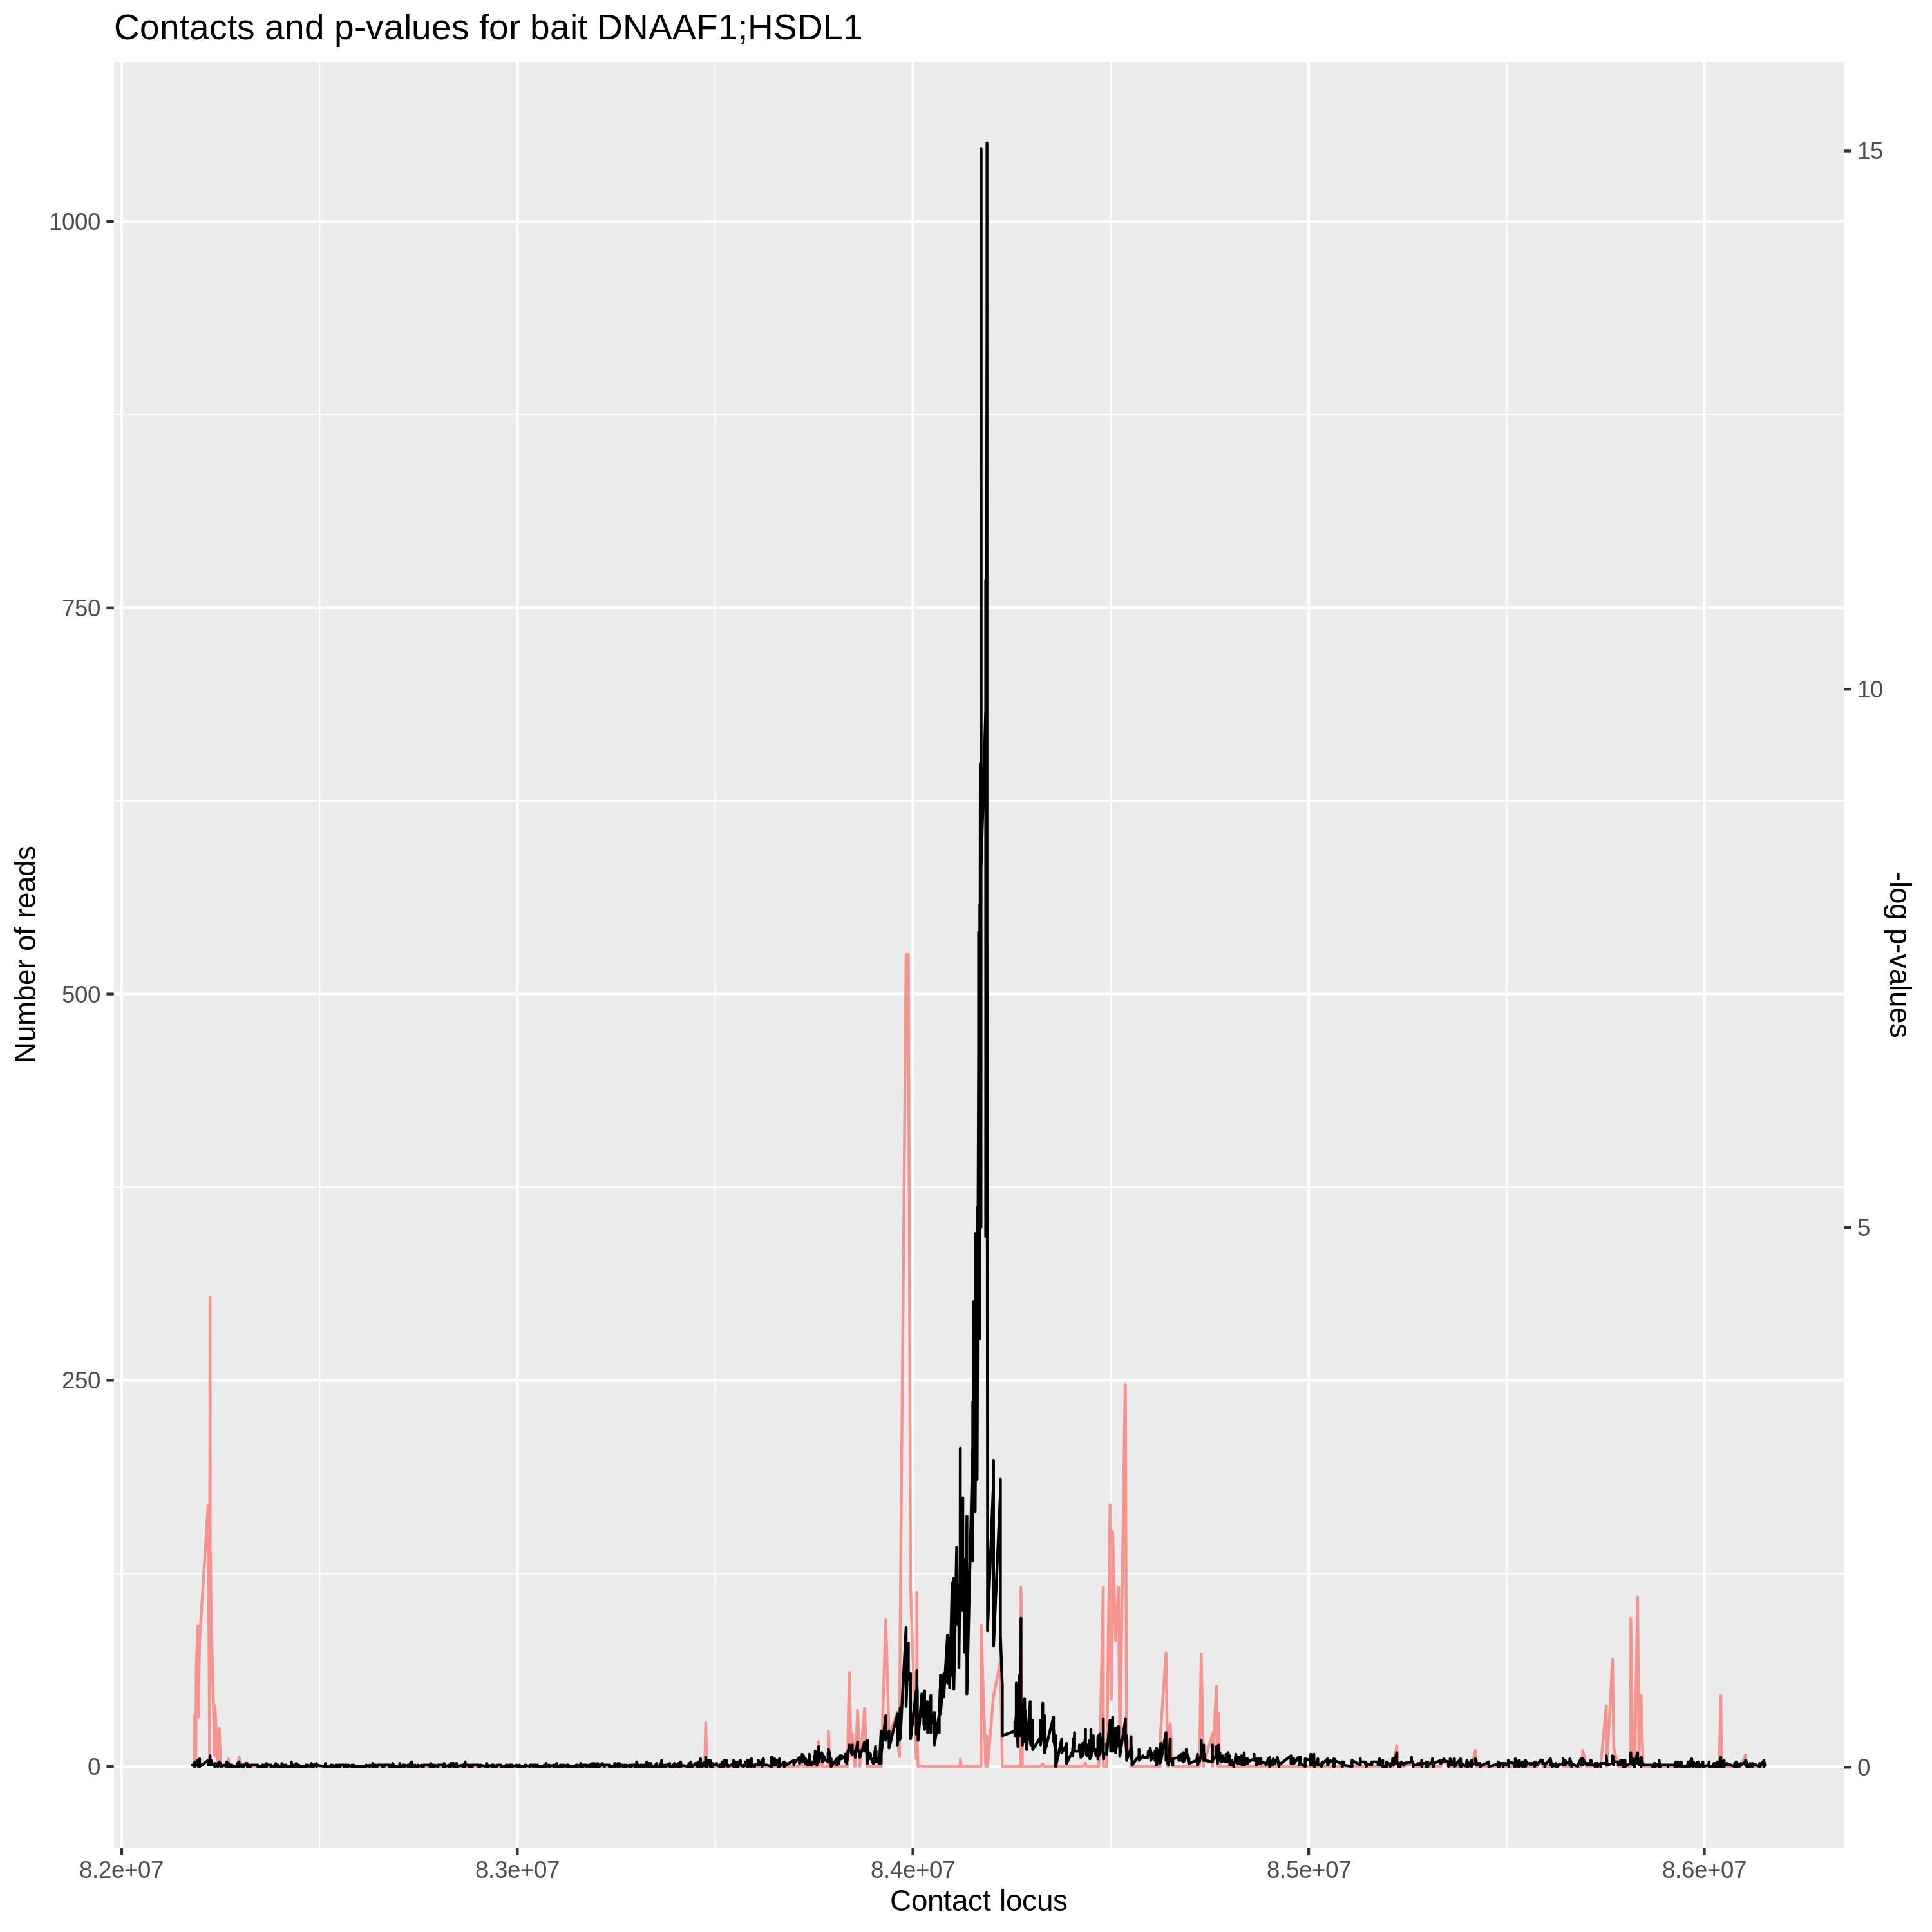 Contacts and p-values for bait DNAAF1;HSDL1
Number of reads
1000
750
500
250
0
15
10
5
0
-log p-values
8.2e+07
8.3e+07
8.4e+07
8.5e+07
8.6e+07
Contact locus